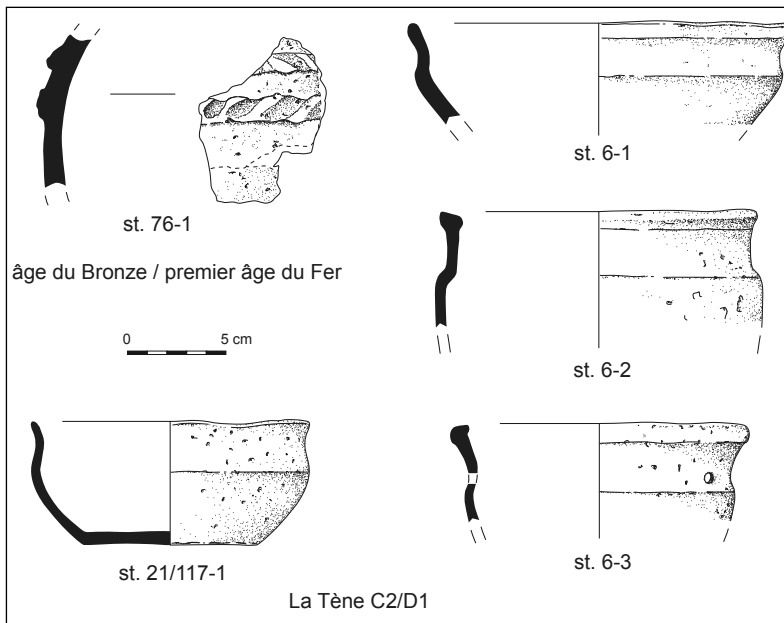 st. 76-1
âge du Bronze / premier âge du Fer
0 5 cm
st. 21/117-1
st. 6-1
st. 6-2
st. 6-3
La Tène C2/D1